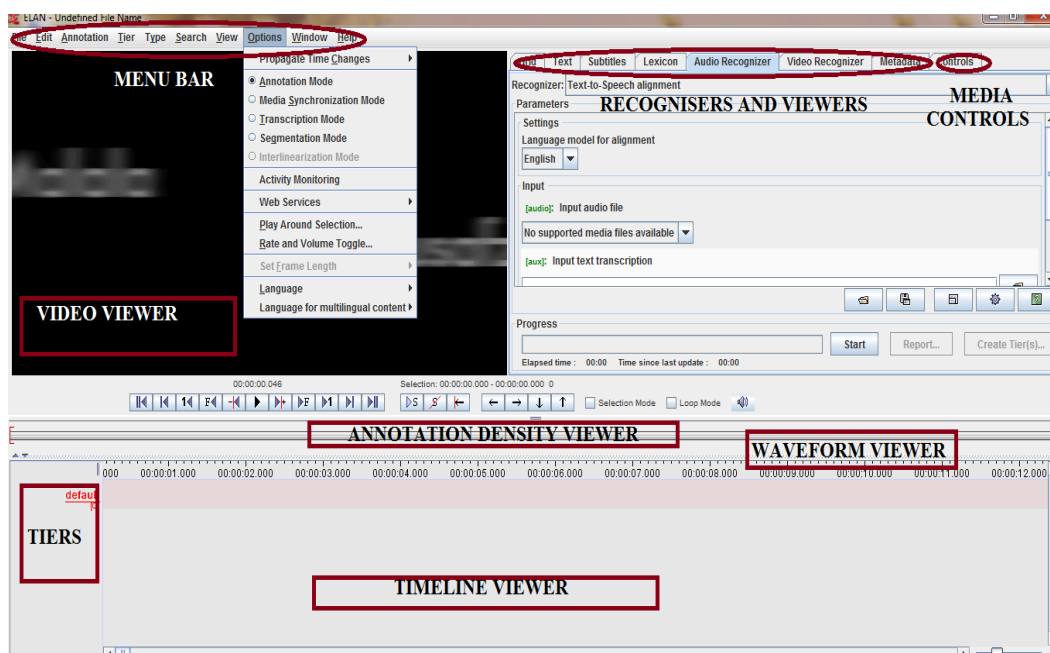 ELAN - Undefined File Name
File Edit Annotation Tier Type Search View Options Window Help
MENU BAR
Propagate Time Changes
Annotation Mode
Media Synchronization Mode
Transcription Mode
Segmentation Mode
Interlinearization Mode
Activity Monitoring
Web Services
Play Around Selection...
Rate and Volume Toggle...
Set Frame Length
Language
Language for multilingual content
VIDEO VIEWER
Text Subtitles Lexicon Audio Recognizer Video Recognizer Metadata Controls
Recognizer: Text-to-Speech alignment
RECOGNISERS AND VIEWERS
MEDIA
CONTROLS
Parameters
Settings
Language model for alignment
English
Input
[audio]: Input audio file
No supported media files available
[aux]: Input text transcription
Progress
Start Report... Create Tier(s)...
Elapsed time : 00:00 Time since last update : 00:00
00:00:00.046 Selection: 00:00:00.000 - 00:00:00.000 0
1 F F 1 S S Selection Mode Loop Mode
ANNOTATION DENSITY VIEWER
WAVEFORM VIEWER
000 00:00:01.000 00:00:02.000 00:00:03.000 00:00:04.000 00:00:05.000 00:00:06.000 00:00:07.000 00:00:08.000 00:00:09.000 00:00:10.000 00:00:11.000 00:00:12.000
default
TIERS
TIMELINE VIEWER